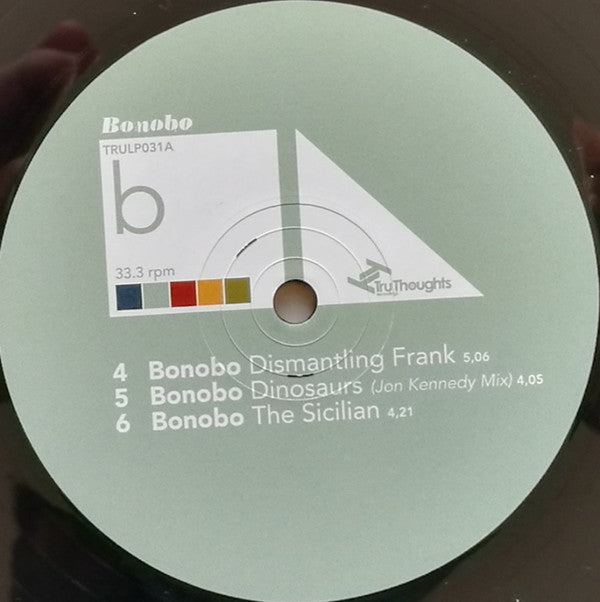 Bonobo
TRULP031A
b
33.3 rpm
TruThoughts
recordings
4 Bonobo Dismantling Frank 5,06
5 Bonobo Dinosaurs (Jon Kennedy Mix) 4,05
6 Bonobo The Sicilian 4,21